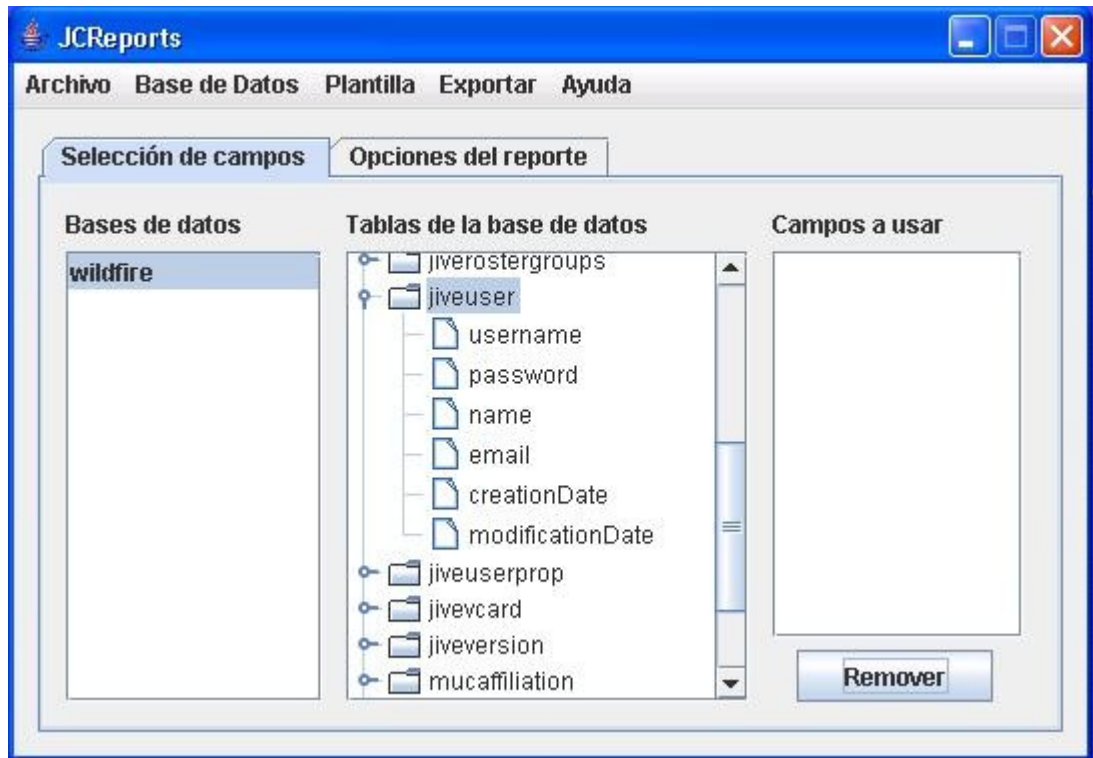 JCReports
Archivo Base de Datos Plantilla Exportar Ayuda
Selección de campos Opciones del reporte
Bases de datos Tablas de la base de datos Campos a usar
wildfire
jiverostergroups
jiveuser
username
password
name
email
creationDate
modificationDate
jiveuserprop
jivevcard
jiveversion
mucaffiliation
Remover